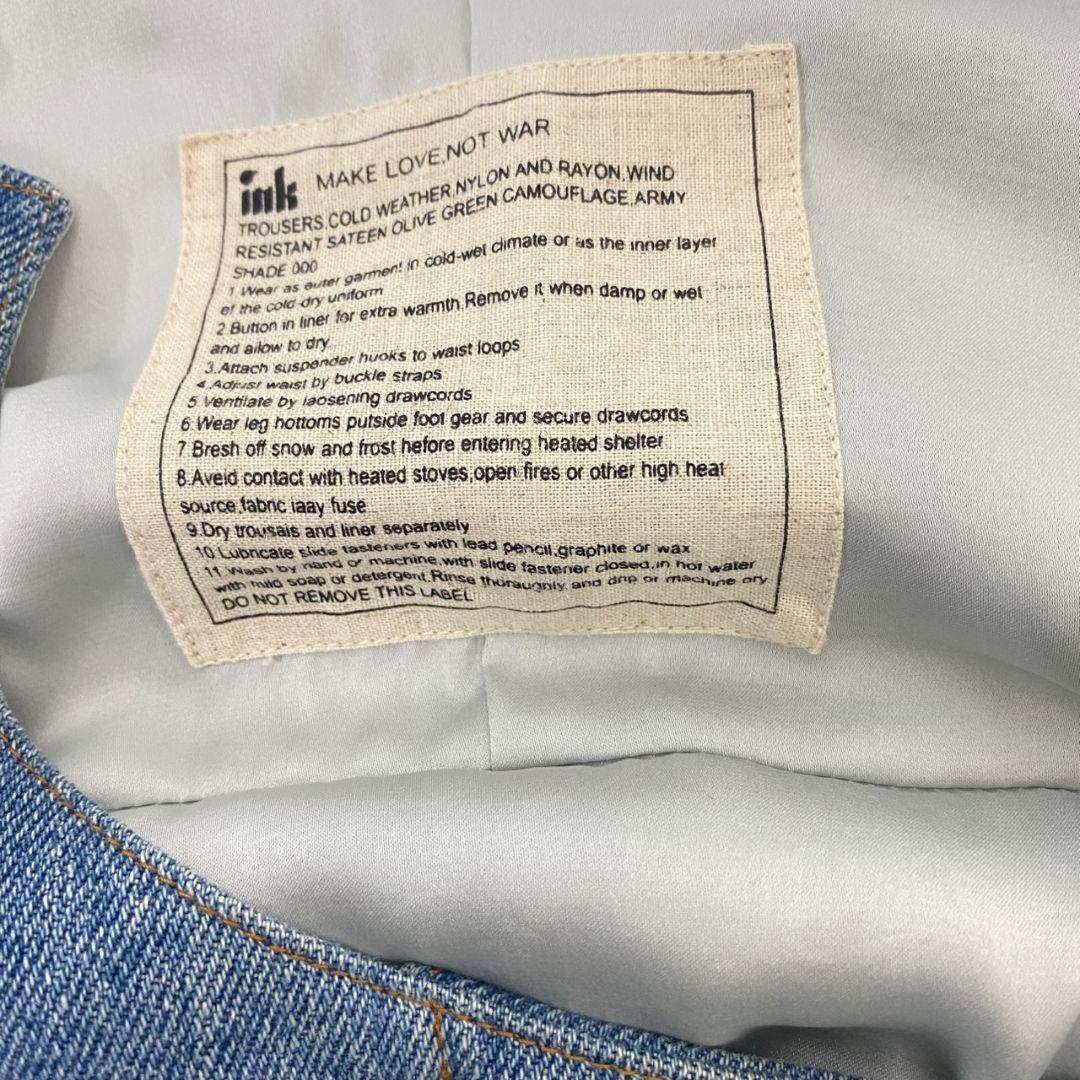 ink MAKE LOVE,NOT WAR
TROUSERS.COLD WEATHER,NYLON AND RAYON.WIND
RESISTANT SATEEN OLIVE GREEN CAMOUFLAGE,ARMY
SHADE 000
1 Wear as outer garment in cold-wet climate or as the inner layer
of the cold-dry uniform
2.Button in liner for extra warmth.Remove it when damp or wet
and allow to dry
3.Attach suspender huoks to waist loops
4.Adjust waist by buckle straps
5 Ventilate by laosening drawcords
6.Wear leg hottoms putside foot gear and secure drawcords
7 Bresh off snow and frost hefore entering heated shelter
8.Aveid contact with heated stoves,open fires or other high heat
source,fabric iaay fuse
9.Dry trousais and liner separately
10 Lubricate slide fasteners with lead pencil,graphite or wax
11 Wash by hand or machine,with slide fastener closed,in hot water
with mild soap or detergent.Rinse thoraughly and drip or machine dry
DO NOT REMOVE THIS LABEL